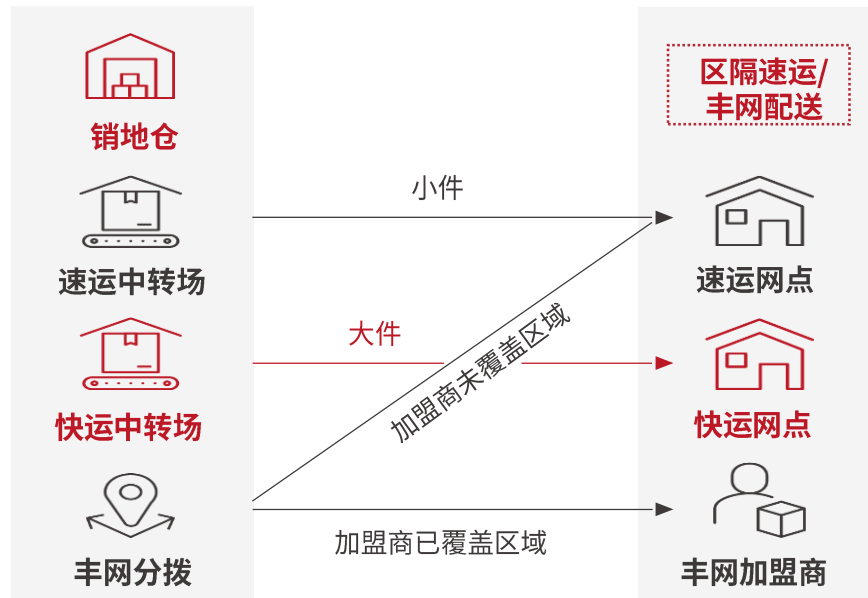 销地仓
区隔速运/
丰网配送
小件
速运中转场
速运网点
大件
加盟商未覆盖区域
快运中转场
快运网点
加盟商已覆盖区域
丰网分拨
丰网加盟商